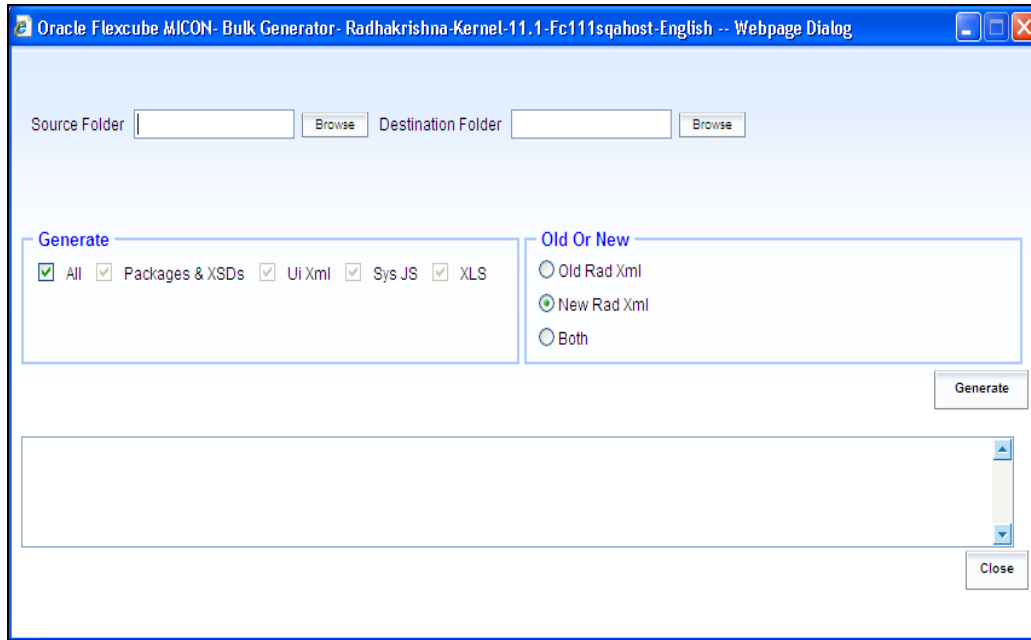 Oracle Flexcube MICON- Bulk Generator- Radhakrishna-Kernel-11.1-Fc111sqahost-English -- Webpage Dialog
Source Folder Browse Destination Folder Browse
Generate
All Packages & XSDs Ui Xml Sys JS XLS
Old Or New
Old Rad Xml
New Rad Xml
Both
Generate
Close